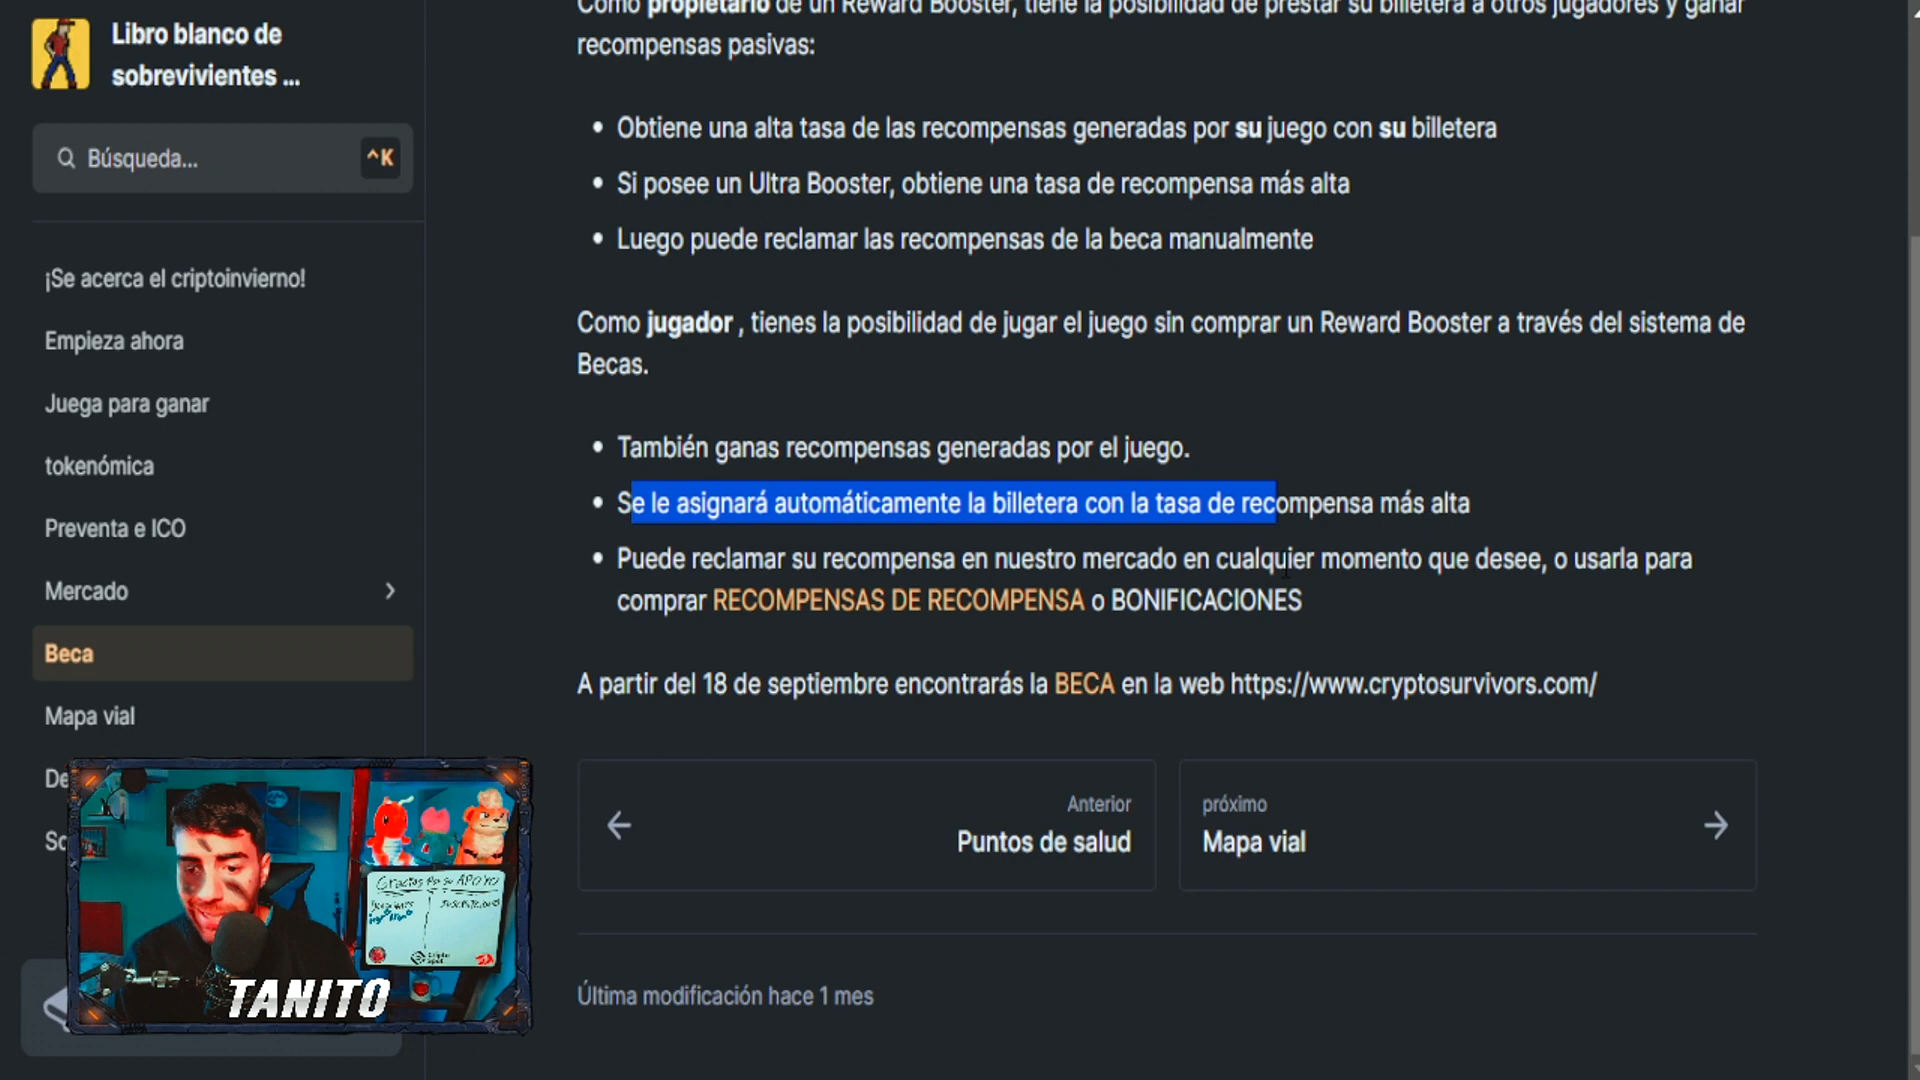 Libro blanco de
sobrevivientes ...
Búsqueda...
^K
¡Se acerca el criptoinvierno!
Empieza ahora
Juega para ganar
tokenómica
Preventa e ICO
Mercado
Beca
Mapa vial
De
So
Como propietario de un Reward Booster, tiene la posibilidad de prestar su billetera a otros jugadores y ganar
recompensas pasivas:
• Obtiene una alta tasa de las recompensas generadas por su juego con su billetera
• Si posee un Ultra Booster, obtiene una tasa de recompensa más alta
• Luego puede reclamar las recompensas de la beca manualmente
Como jugador , tienes la posibilidad de jugar el juego sin comprar un Reward Booster a través del sistema de
Becas.
• También ganas recompensas generadas por el juego.
• Se le asignará automáticamente la billetera con la tasa de recompensa más alta
• Puede reclamar su recompensa en nuestro mercado en cualquier momento que desee, o usarla para
comprar RECOMPENSAS DE RECOMPENSA o BONIFICACIONES
A partir del 18 de septiembre encontrarás la BECA en la web https://www.cryptosurvivors.com/
Anterior
Puntos de salud
próximo
Mapa vial
Última modificación hace 1 mes
Gracias Por su APOYO
TANITO